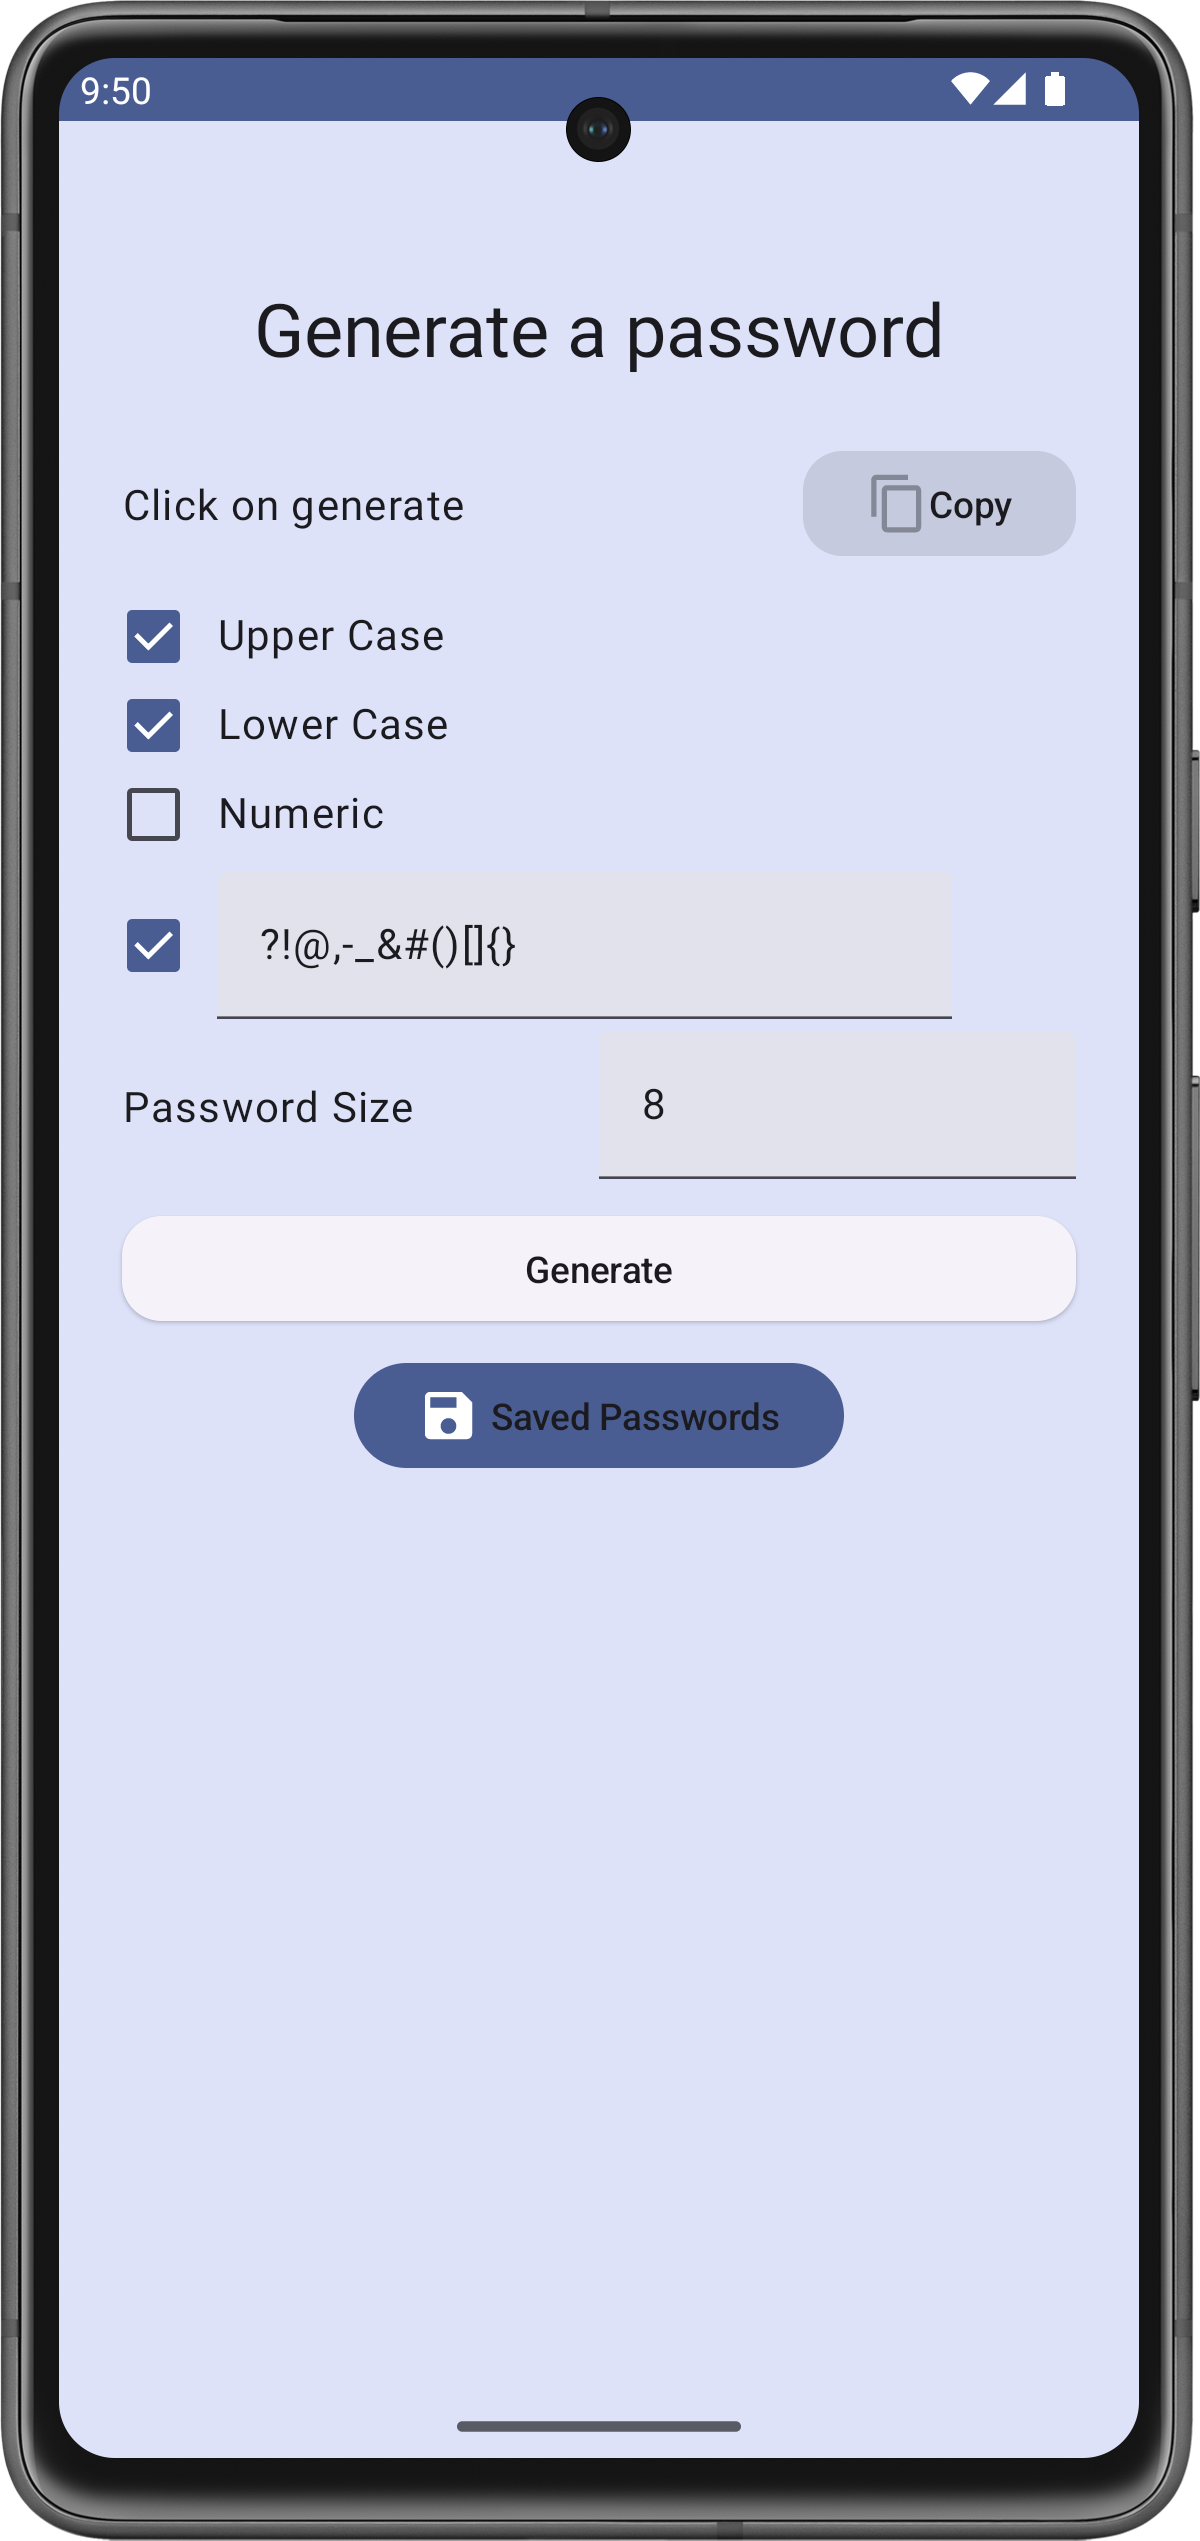 9:50
Generate a password
Click on generate
Copy
Upper Case
Lower Case
Numeric
?!@,-_&#()[]{}
Password Size
8
Generate
Saved Passwords